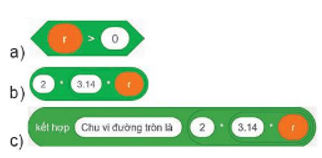 a) r > 0
b) 2 * 3.14 * r
c) kết hợp Chu vi đường tròn là 2 * 3.14 * r